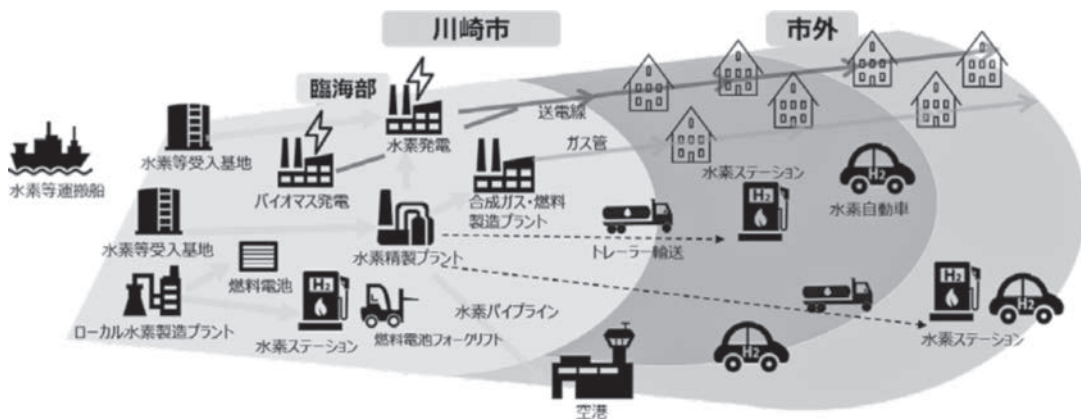 川崎市
市外
臨海部
送電線
水素発電
ガス管
水素等受入基地
水素等運搬船
バイオマス発電
合成ガス・燃料
製造プラント
水素ステーション
H₂
H2
水素自動車
水素等受入基地
水素精製プラント
トレーラー輸送
燃料電池
H₂
H₂
H2
ローカル水素製造プラント
水素パイプライン
水素ステーション
燃料電池フォークリフト
水素ステーション
H2
空港